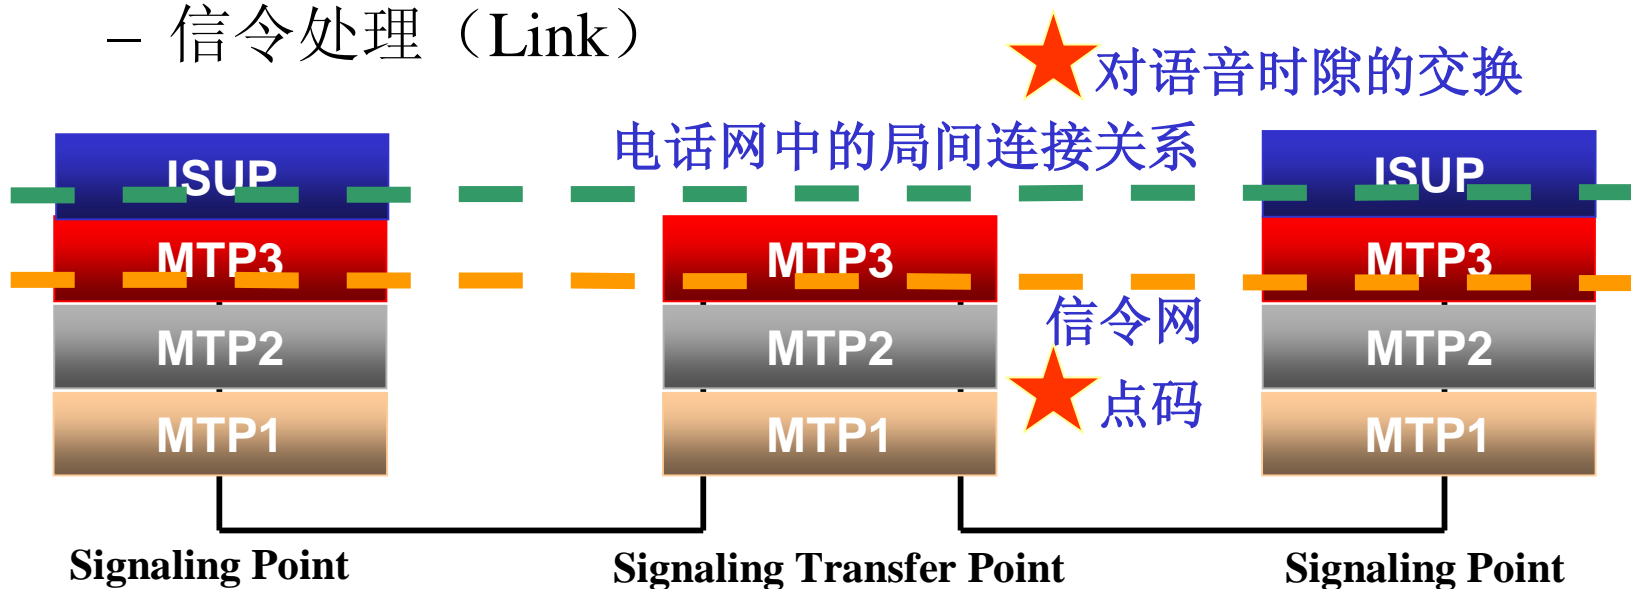 – 信令处理（Link）
对语音时隙的交换
电话网中的局间连接关系
ISUP
ISUP
MTP3
MTP3
MTP3
信令网
MTP2
MTP2
MTP2
点码
MTP1
MTP1
MTP1
Signaling Point
Signaling Transfer Point
Signaling Point